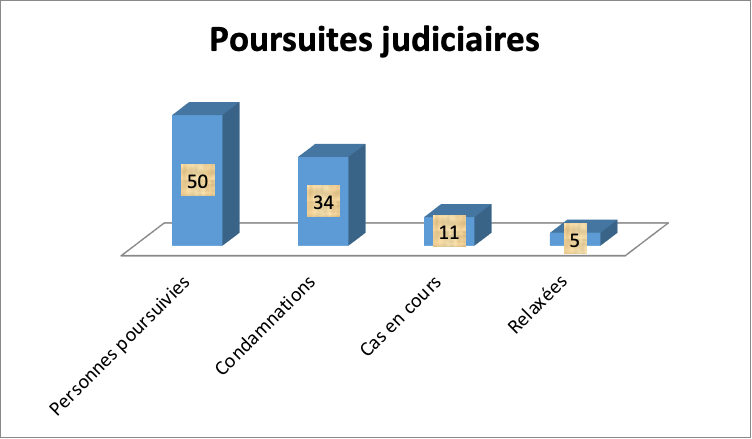 Poursuites judiciaires
50
34
11
5
Personnes poursuivies
Condamnations
Cas en cours
Relaxées